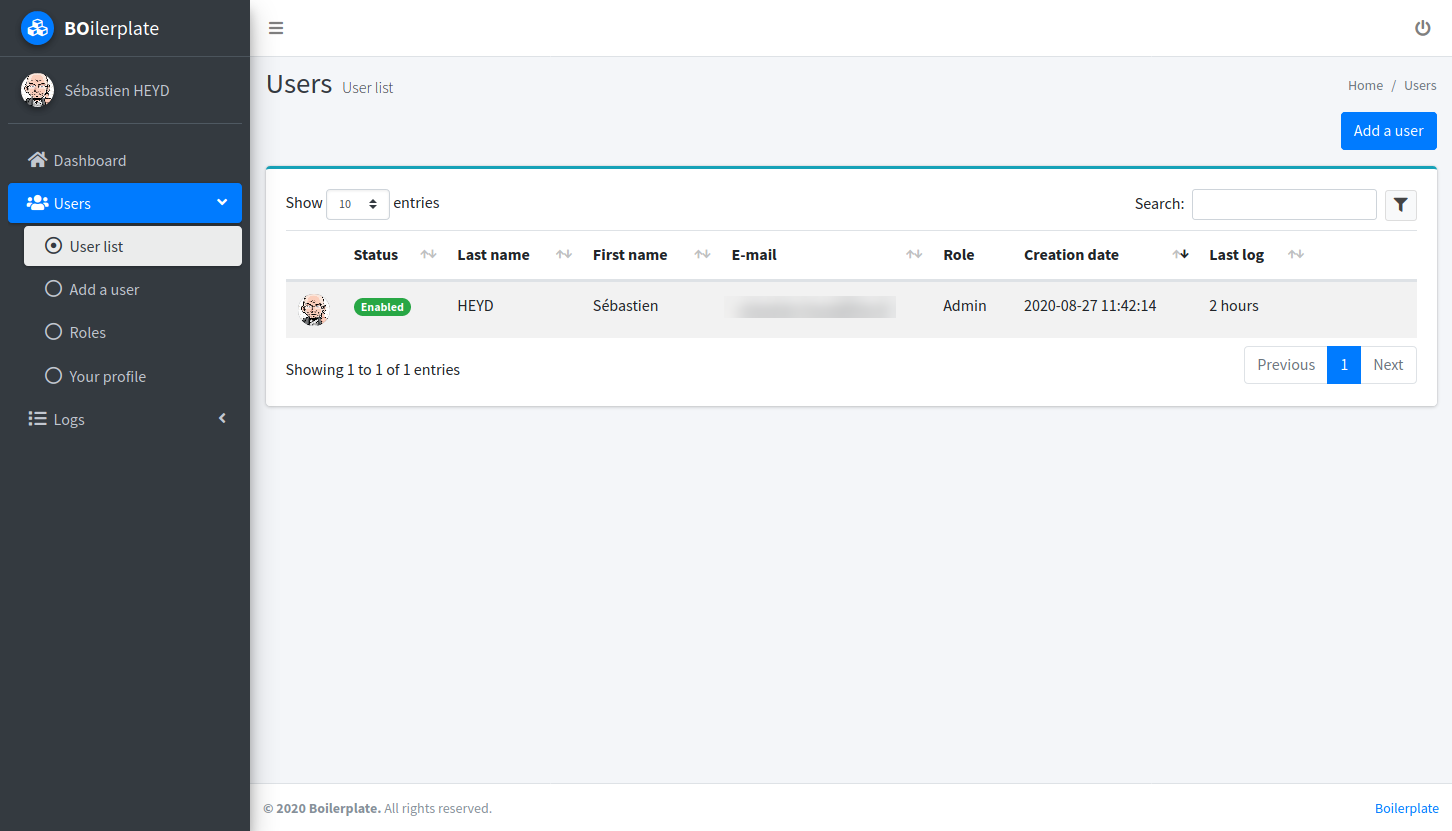 BOilerplate
Sébastien HEYD
Dashboard
Users
User list
Add a user
Roles
Your profile
Logs
Users User list
Home / Users
Add a user
Show 10 entries
Search:
Status Last name First name E-mail Role Creation date Last log
Enabled HEYD Sébastien Admin 2020-08-27 11:42:14 2 hours
Showing 1 to 1 of 1 entries
Previous 1 Next
© 2020 Boilerplate. All rights reserved.
Boilerplate